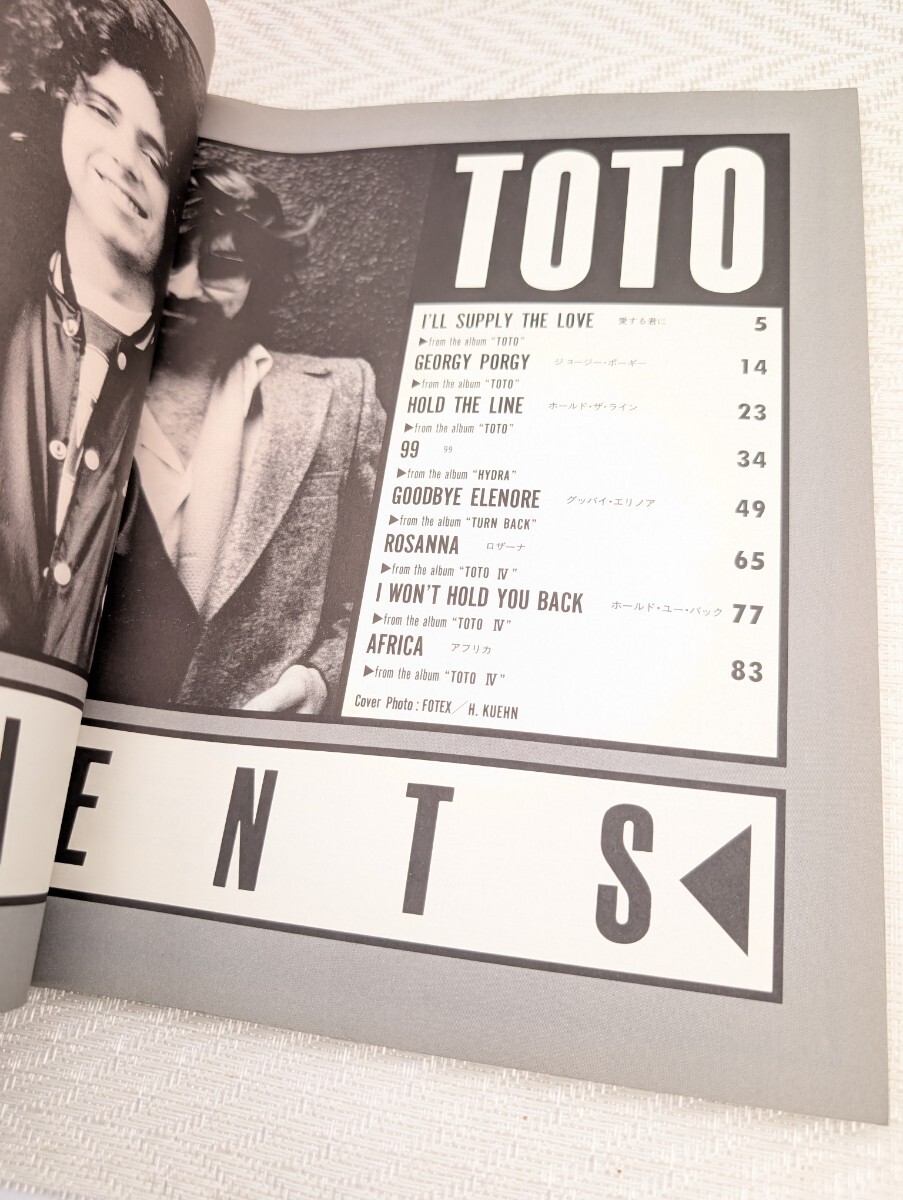 TOTO
I'LL SUPPLY THE LOVE 愛する君に 5
▶from the album "TOTO"
GEORGY PORGY ジョージー・ポーギー 14
▶from the album "TOTO"
HOLD THE LINE ホールド・ザ・ライン 23
▶from the album "TOTO"
99 99 34
▶from the album "HYDRA"
GOODBYE ELENORE グッバイ・エリノア 49
▶from the album "TURN BACK"
ROSANNA ロザーナ 65
▶from the album "TOTO Ⅳ"
I WON'T HOLD YOU BACK ホールド・ユー・バック 77
▶from the album "TOTO Ⅳ"
AFRICA アフリカ 83
▶from the album "TOTO Ⅳ"
Cover Photo : FOTEX／H. KUEHN
ENTS